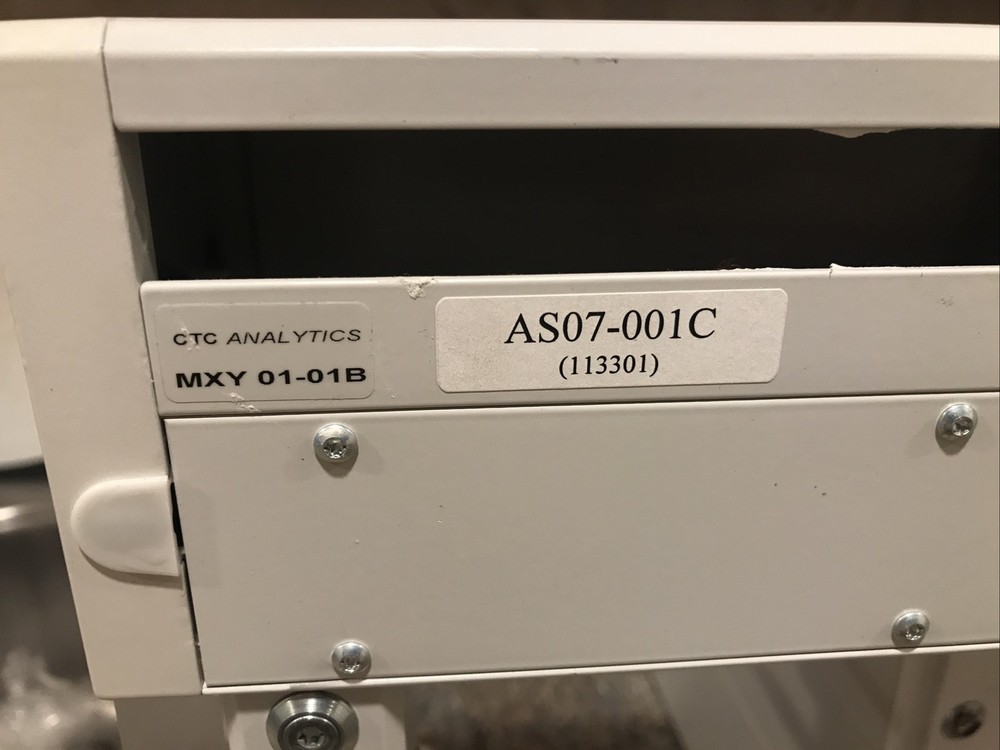 CTC ANALYTICS
MXY 01-01B
AS07-001C
(113301)